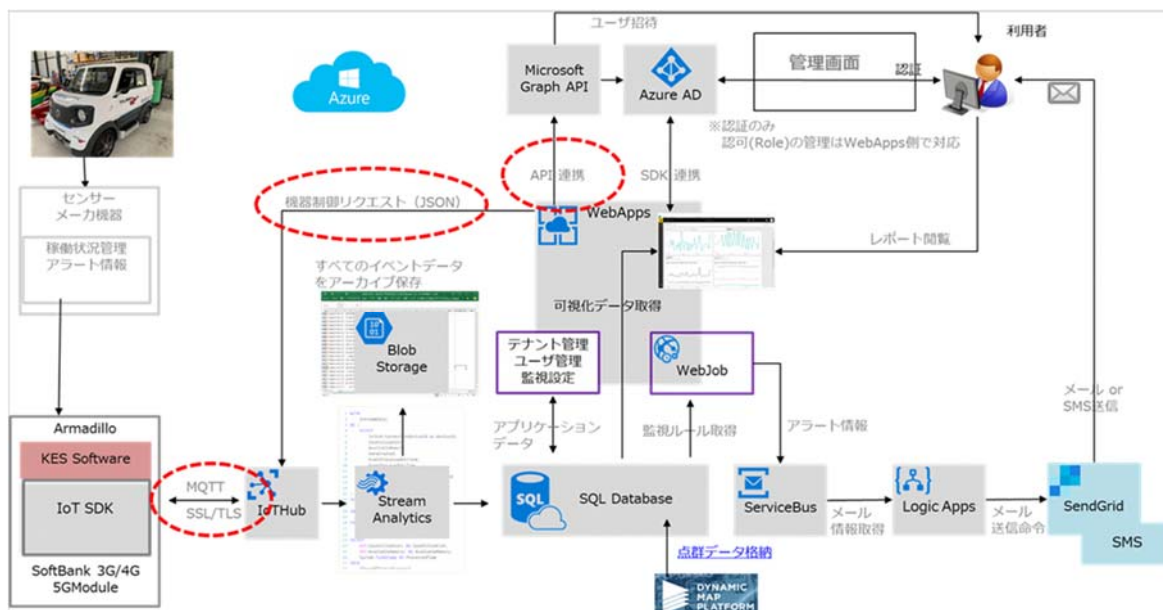 ユーザ招待
利用者
Azure
Microsoft
Graph API
Azure AD
管理画面
認証
※認証のみ
認可(Role)の管理はWebApps側で対応
API 連携
SDK 連携
機器制御リクエスト（JSON）
WebApps
レポート閲覧
センサー
メーカ機器
稼働状況管理
アラート情報
すべてのイベントデータ
をアーカイブ保存
可視化データ取得
Blob
Storage
テナント管理
ユーザ管理
監視設定
WebJob
メール or
SMS送信
Armadillo
KES Software
アプリケーション
データ
監視ルール取得
アラート情報
MQTT
SSL/TLS
IoT SDK
IoTHub
Stream
Analytics
SQL
SQL Database
ServiceBus
メール
情報取得
Logic Apps
メール
送信命令
SendGrid
SMS
SoftBank 3G/4G
5GModule
点群データ格納
DYNAMIC
MAP
PLATFORM